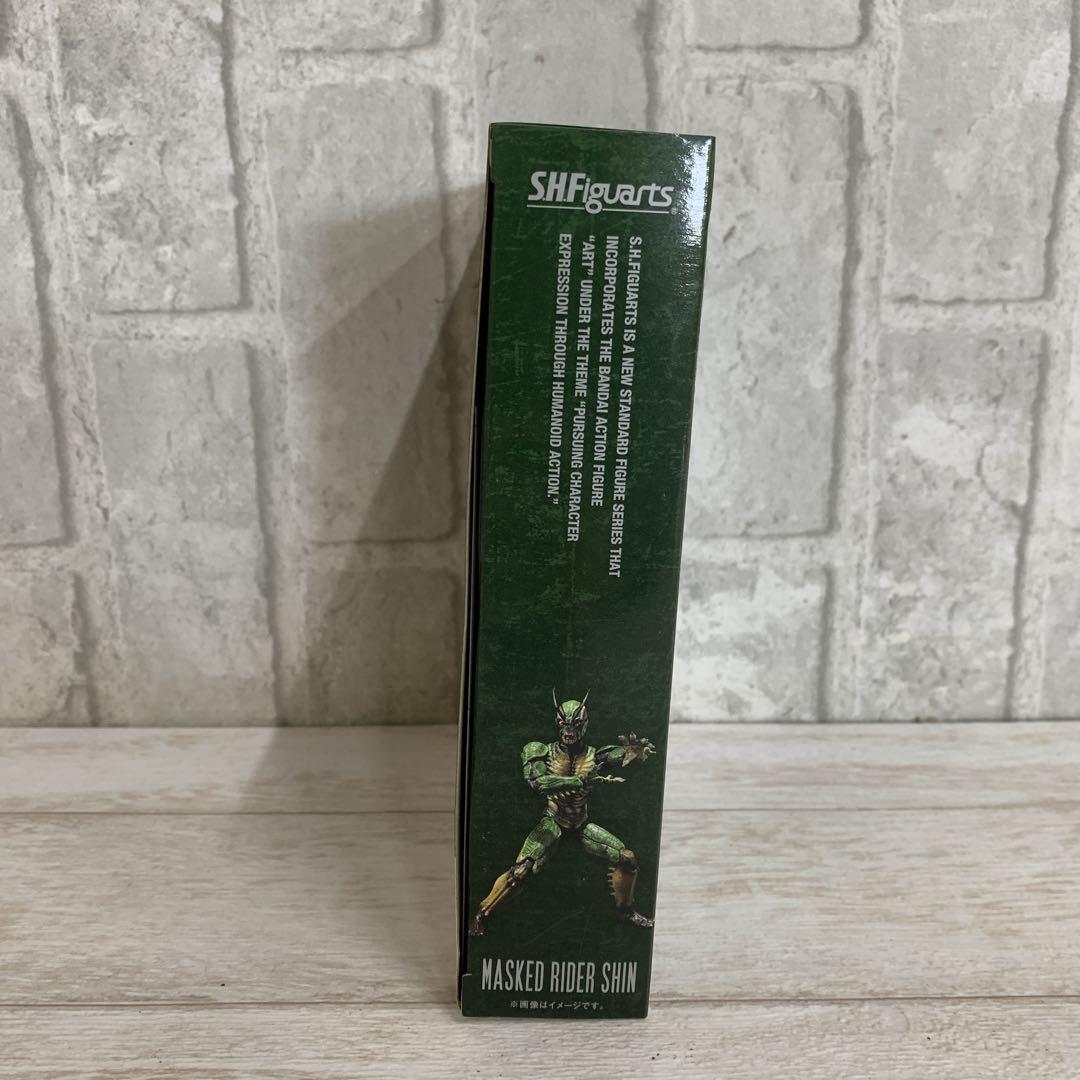 S.H.Figuarts®
S.H.FIGUARTS IS A NEW STANDARD FIGURE SERIES THAT
INCORPORATES THE BANDAI ACTION FIGURE
“ART” UNDER THE THEME “PURSUING CHARACTER
EXPRESSION THROUGH HUMANOID ACTION.”
MASKED RIDER SHIN
※画像はイメージです。